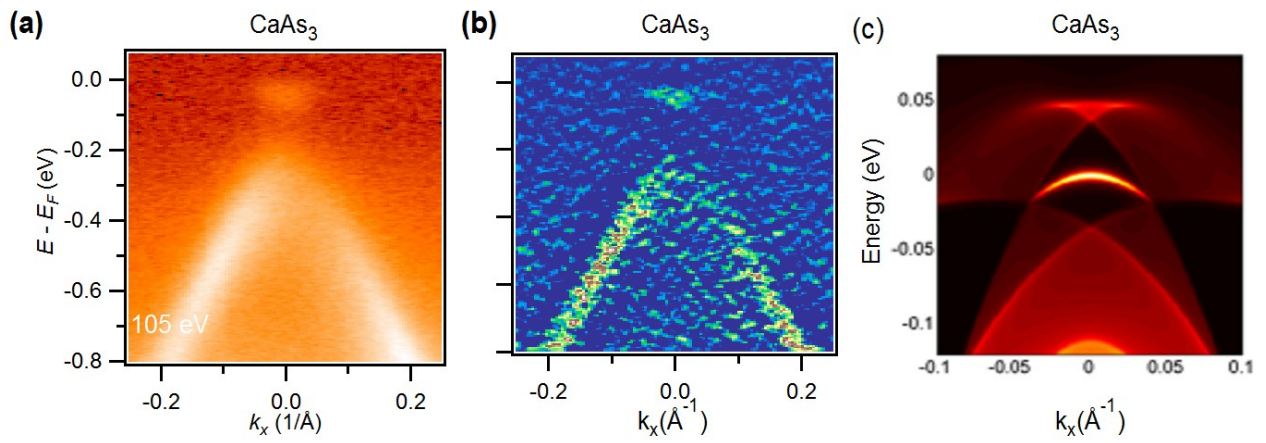 (a)
CaAs3
0.0
-0.2
-0.4
-0.6
-0.8
E - EF (eV)
105 eV
-0.2 0.0 0.2
kx (1/Å)
(b)
CaAs3
-0.2 0.0 0.2
kx(Å-1)
(c)
CaAs3
0.05
0
-0.05
-0.1
Energy (eV)
-0.1 -0.05 0 0.05 0.1
kx(Å-1)